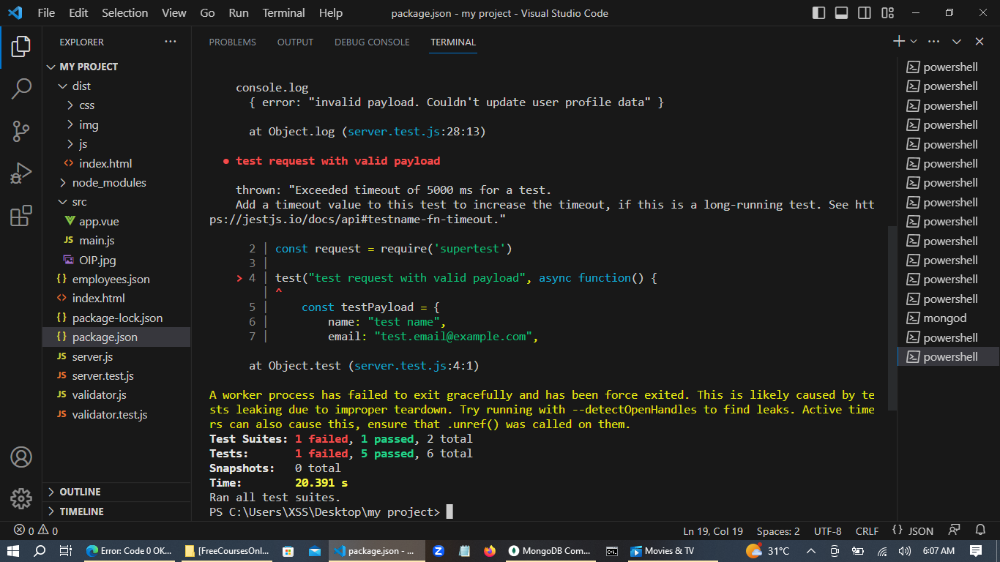 File Edit Selection View Go Run Terminal Help
package.json - my project - Visual Studio Code
EXPLORER
MY PROJECT
dist
css
img
js
index.html
node_modules
src
app.vue
JS main.js
OIP.jpg
{} employees.json
index.html
{} package-lock.json
{} package.json
JS server.js
JS server.test.js
JS validator.js
JS validator.test.js
OUTLINE
TIMELINE
PROBLEMS OUTPUT DEBUG CONSOLE TERMINAL
console.log
{ error: "invalid payload. Couldn't update user profile data" }
at Object.log (server.test.js:28:13)
● test request with valid payload
thrown: "Exceeded timeout of 5000 ms for a test.
Add a timeout value to this test to increase the timeout, if this is a long-running test. See htt
ps://jestjs.io/docs/api#testname-fn-timeout."
2 | const request = require('supertest')
3 |
> 4 | test("test request with valid payload", async function() {
| ^
5 | const testPayload = {
6 | name: "test name",
7 | email: "test.email@example.com",
at Object.test (server.test.js:4:1)
A worker process has failed to exit gracefully and has been force exited. This is likely caused by te
sts leaking due to improper teardown. Try running with --detectOpenHandles to find leaks. Active time
rs can also cause this, ensure that .unref() was called on them.
Test Suites: 1 failed, 1 passed, 2 total
Tests: 1 failed, 5 passed, 6 total
Snapshots: 0 total
Time: 20.391 s
Ran all test suites.
PS C:\Users\XSS\Desktop\my project>
powershell
powershell
powershell
powershell
powershell
powershell
powershell
powershell
powershell
powershell
powershell
powershell
powershell
mongod
powershell
powershell
0 0
Ln 19, Col 19 Spaces: 2 UTF-8 CRLF {} JSON
Error: Code 0 OK... [FreeCoursesOnl... package.json - ... MongoDB Com... Movies & TV 31°C 6:07 AM